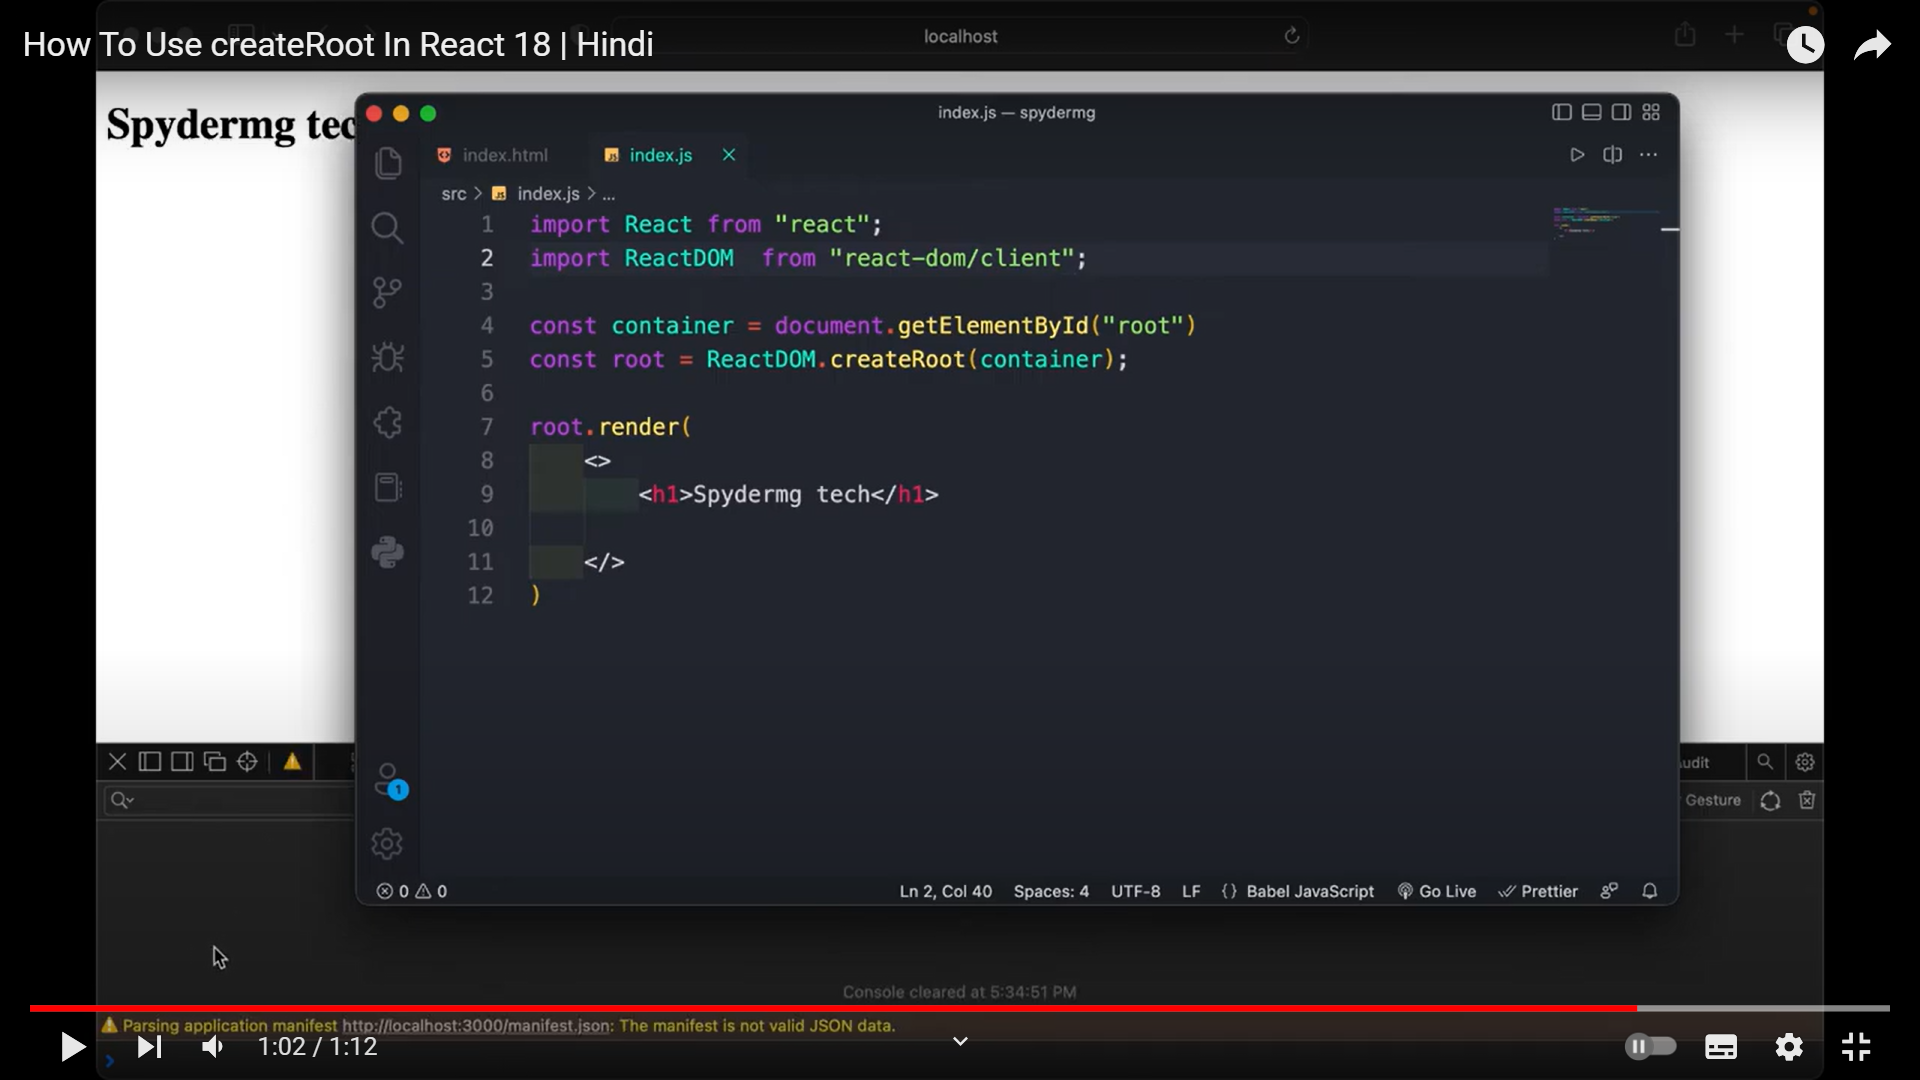 How To Use createRoot In React 18 | Hindi
localhost
Spydermg tec
index.js — spydermg
index.html
index.js
src > index.js > ...
1 import React from "react";
2 import ReactDOM  from "react-dom/client";
3
4 const container = document.getElementById("root")
5 const root = ReactDOM.createRoot(container);
6
7 root.render(
8 <>
9 <h1>Spydermg tech</h1>
10
11 </>
12 )
1
udit
Gesture
0 0 Ln 2, Col 40 Spaces: 4 UTF-8 LF {} Babel JavaScript Go Live Prettier
Console cleared at 5:34:51 PM
Parsing application manifest http://localhost:3000/manifest.json: The manifest is not valid JSON data.
1:02 / 1:12